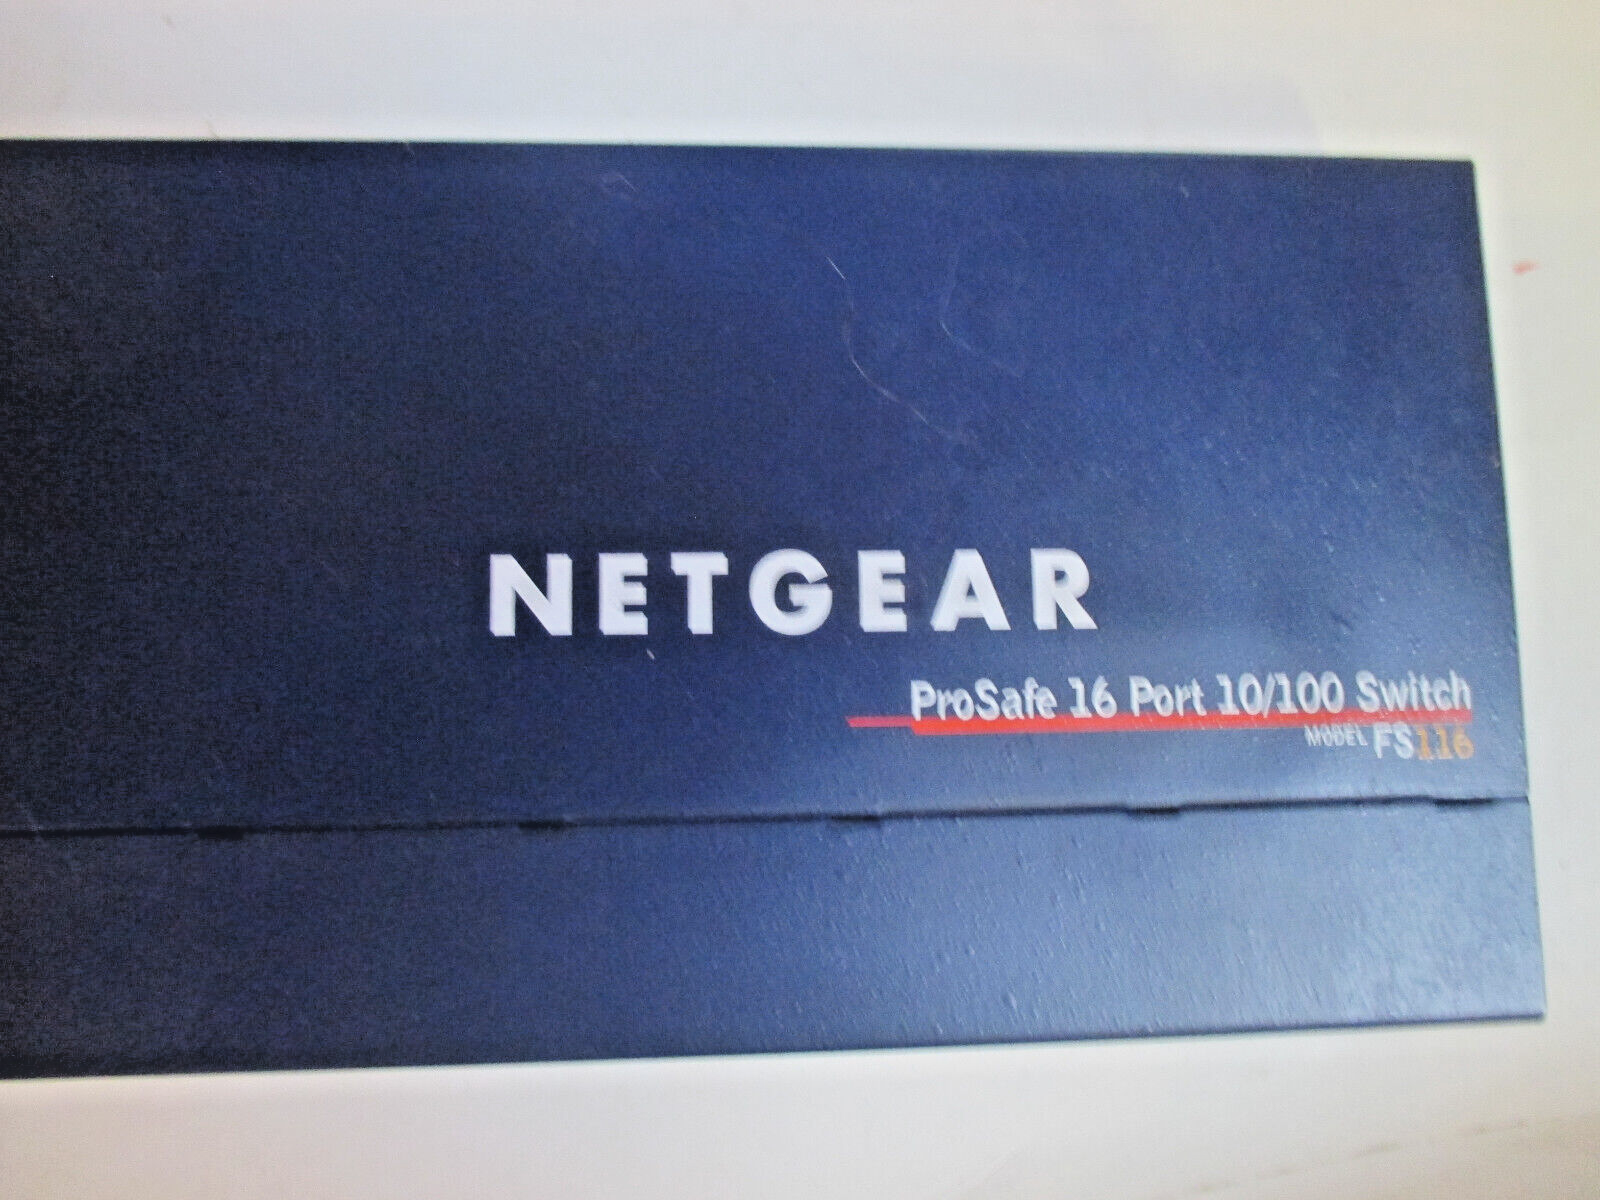 NETGEAR
ProSafe 16 Port 10/100 Switch
MODEL FS116